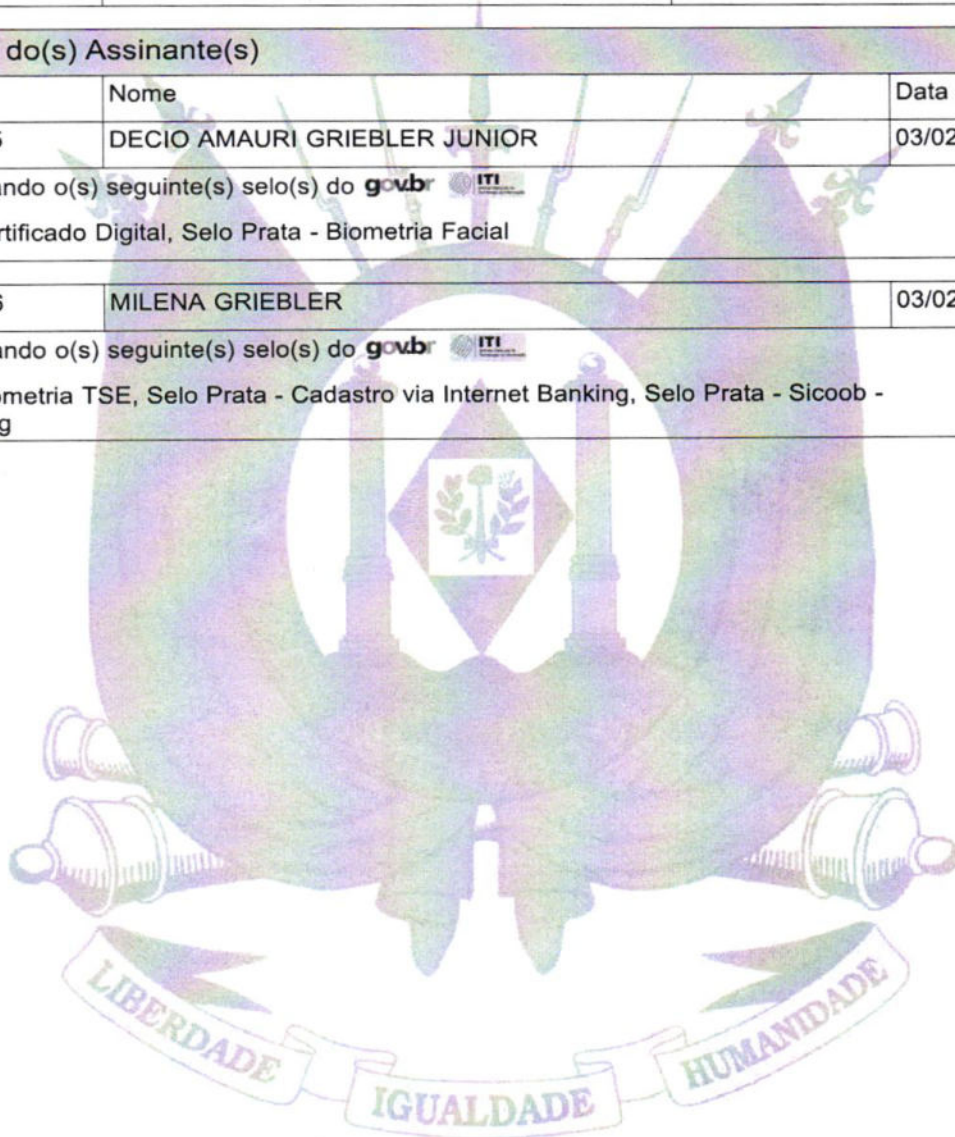 do(s) Assinante(s)
Nome Data
DECIO AMAURI GRIEBLER JUNIOR 03/02
ando o(s) seguinte(s) selo(s) do gov.br ITI
rtificado Digital, Selo Prata - Biometria Facial
6 MILENA GRIEBLER 03/02
ando o(s) seguinte(s) selo(s) do gov.br ITI
ometria TSE, Selo Prata - Cadastro via Internet Banking, Selo Prata - Sicoob -
g
LIBERDADE IGUALDADE HUMANIDADE